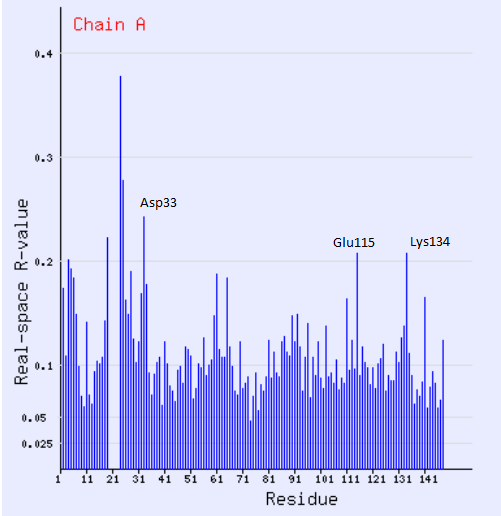 Chain A
0.4
0.3
Asp33
Glu115 Lys134
0.2
0.1
0.05
0.025
Real-space R-value
1 11 21 31 41 51 61 71 81 91 101 111 121 131 141
Residue